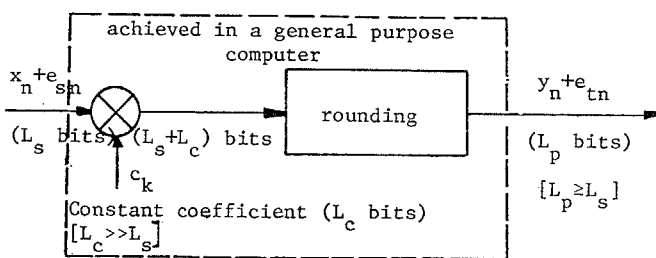 achieved in a general purpose
computer
x_n+e_sn
y_n+e_tn
rounding
(L_s bits) (L_s+L_c) bits
(L_p bits)
c_k
[L_p≥L_s]
Constant coefficient (L_c bits)
[L_c>>L_s]